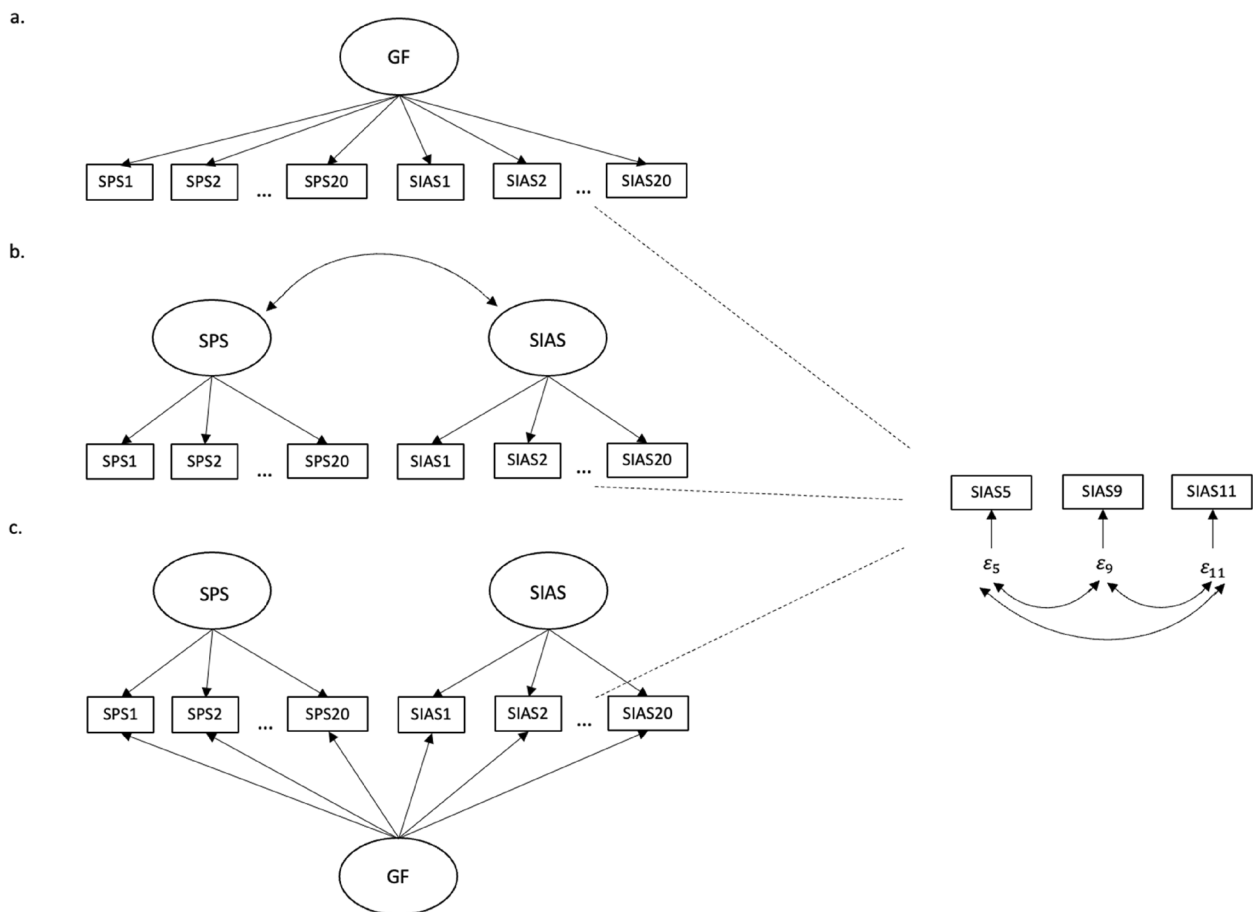 a.
GF
SPS1 SPS2 ... SPS20 SIAS1 SIAS2 ... SIAS20
b.
SPS SIAS
SPS1 SPS2 ... SPS20 SIAS1 SIAS2 ... SIAS20
SIAS5 SIAS9 SIAS11
ε₅ ε₉ ε₁₁
c.
SPS SIAS
SPS1 SPS2 ... SPS20 SIAS1 SIAS2 ... SIAS20
GF